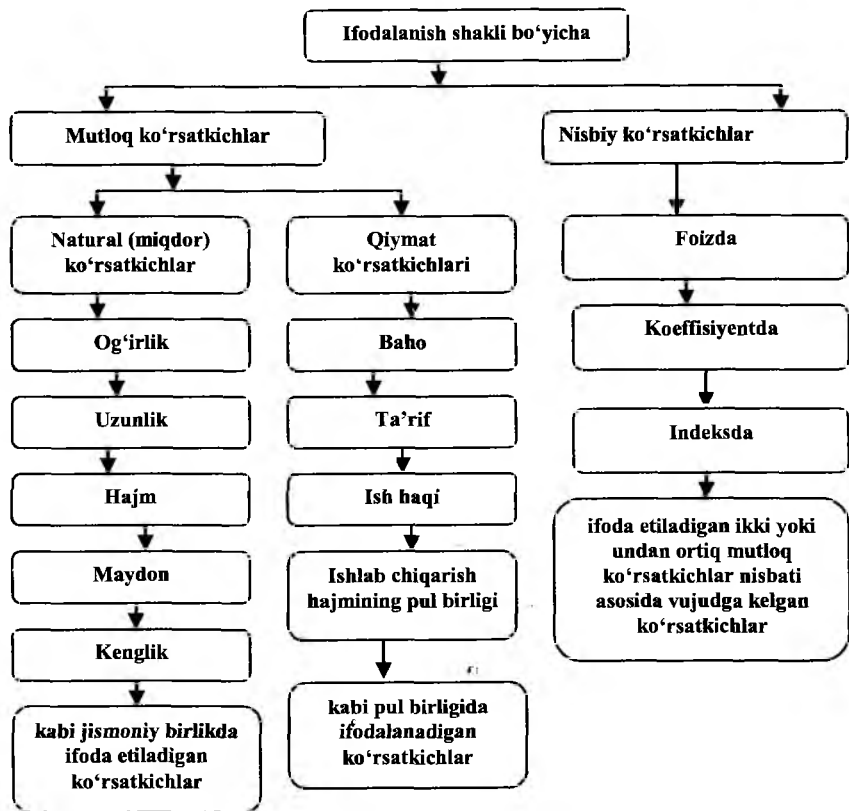 Ifodalanish shakli bo‘yicha
Mutloq ko‘rsatkichlar
Nisbiy ko‘rsatkichlar
Natural (miqdor)
ko‘rsatkichlar
Qiymat
ko‘rsatkichlari
Foizda
Og‘irlik
Baho
Koeffisiyentda
Uzunlik
Ta’rif
Indeksda
Hajm
Ish haqi
ifoda etiladigan ikki yoki
undan ortiq mutloq
ko‘rsatkichlar nisbati
asosida vujudga kelgan
ko‘rsatkichlar
Maydon
Ishlab chiqarish
hajmining pul birligi
Kenglik
kabi jismoniy birlikda
ifoda etiladigan
ko‘rsatkichlar
kabi pul birligida
ifodalanadigan
ko‘rsatkichlar